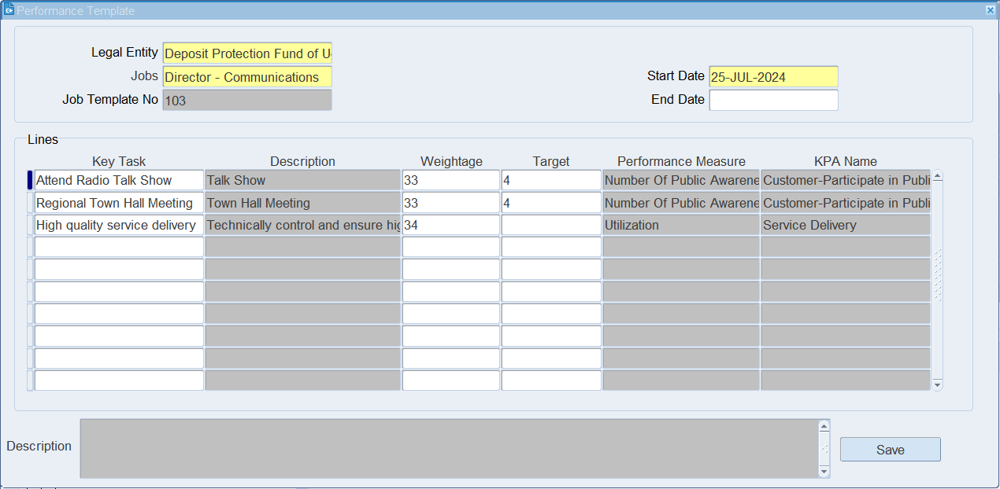 Performance Template
Legal Entity Deposit Protection Fund of U
Jobs Director - Communications
Start Date 25-JUL-2024
Job Template No 103
End Date
Lines
Key Task Description Weightage Target Performance Measure KPA Name
Attend Radio Talk Show Talk Show 33 4 Number Of Public Awarene Customer-Participate in Publi
Regional Town Hall Meeting Town Hall Meeting 33 4 Number Of Public Awarene Customer-Participate in Publi
High quality service delivery Technically control and ensure hig 34 Utilization Service Delivery
Description
Save